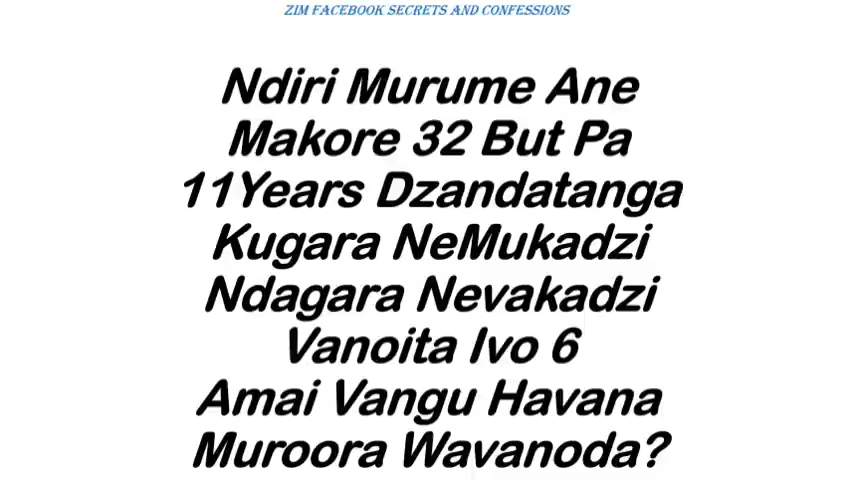 ZIM FACEBOOK SECRETS AND CONFESSIONS
Ndiri Murume Ane
Makore 32 But Pa
11Years Dzandatanga
Kugara NeMukadzi
Ndagara Nevakadzi
Vanoita Ivo 6
Amai Vangu Havana
Muroora Wavanoda?